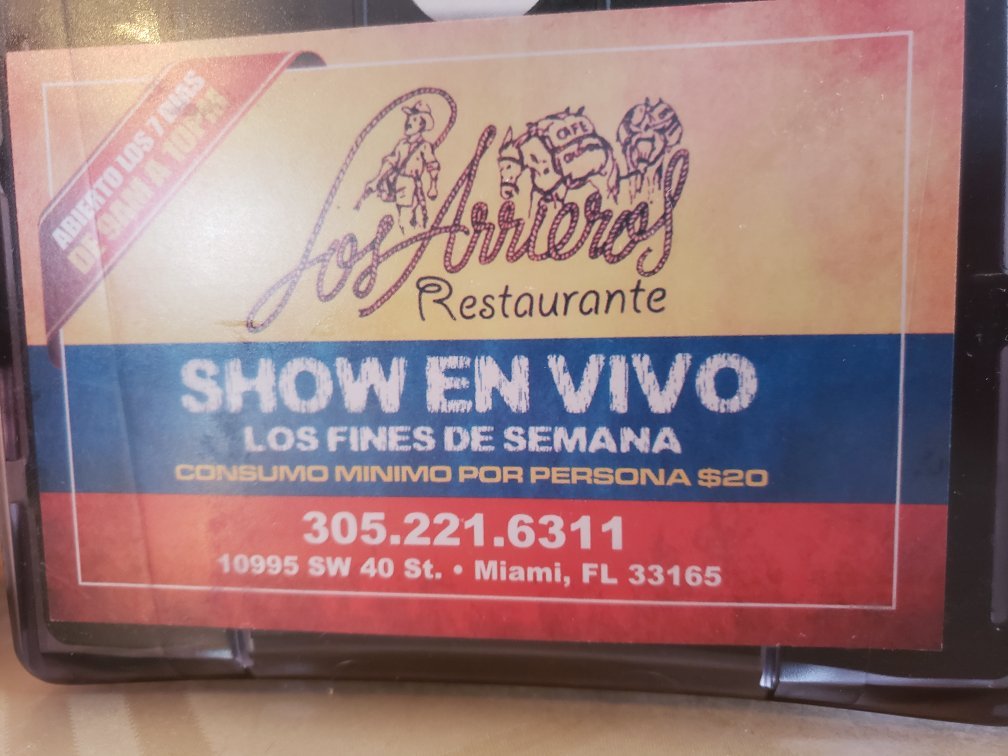 ABIERTO LOS 7 DIAS
DE 9AM A 10PM
CAFE
Los Arrieros
Restaurante
SHOW EN VIVO
LOS FINES DE SEMANA
CONSUMO MINIMO POR PERSONA $20
305.221.6311
10995 SW 40 St. • Miami, FL 33165